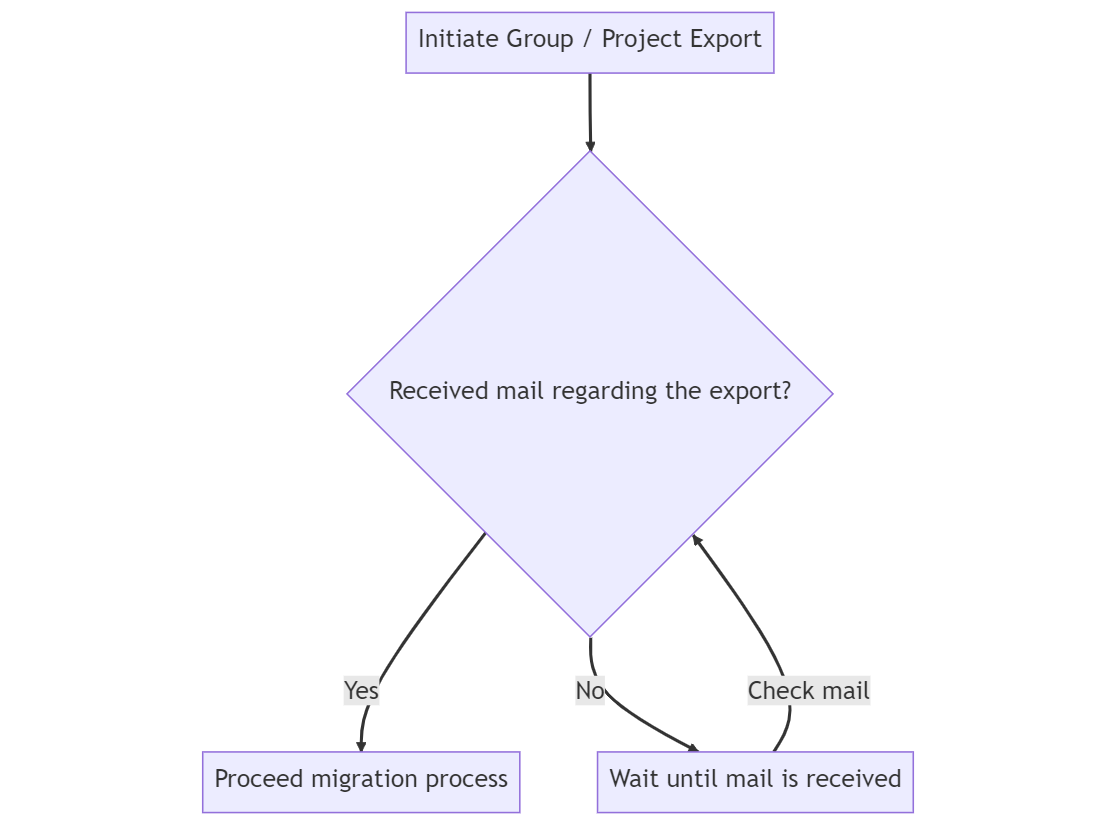 Initiate Group / Project Export
Received mail regarding the export?
Yes
No
Check mail
Proceed migration process
Wait until mail is received